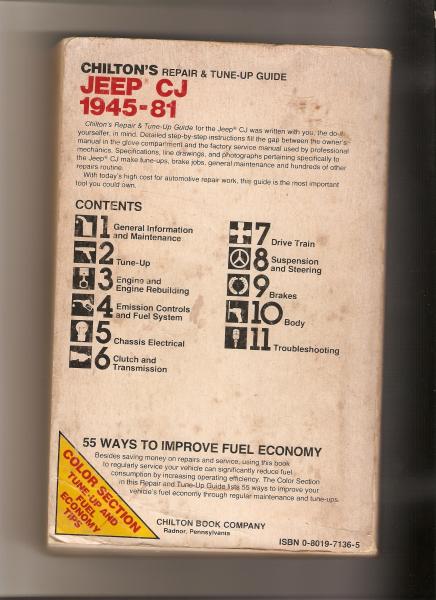 CHILTON'S REPAIR & TUNE-UP GUIDE
JEEP® CJ
1945-81
Chilton's Repair & Tune-Up Guide for the Jeep® CJ was written with you, the do-it-
yourselfer, in mind. Detailed step-by-step instructions fill the gap between the owner's
manual in the glove compartment and the factory service manual used by professional
mechanics. Specifications, line drawings, and photographs pertaining specifically to
the Jeep® CJ make tune-ups, brake jobs, general maintenance and hundreds of other
repairs routine.
With today's high cost for automotive repair work, this guide is the most important
tool you could own.
CONTENTS
1 General Information
and Maintenance
2 Tune-Up
3 Engine and
Engine Rebuilding
4 Emission Controls
and Fuel System
5 Chassis Electrical
6 Clutch and
Transmission
7 Drive Train
8 Suspension
and Steering
9 Brakes
10 Body
11 Troubleshooting
55 WAYS TO IMPROVE FUEL ECONOMY
Besides saving money on repairs and service, using this book
to regularly service your vehicle can significantly reduce fuel
consumption by increasing operating efficiency. The Color Section
in this Repair and Tune-Up Guide lists 55 ways to improve your
vehicle's fuel economy through regular maintenance and tune-ups.
COLOR SECTION
TUNE-UP AND
FUEL
ECONOMY
TIPS
CHILTON BOOK COMPANY
Radnor, Pennsylvania
ISBN 0-8019-7136-5